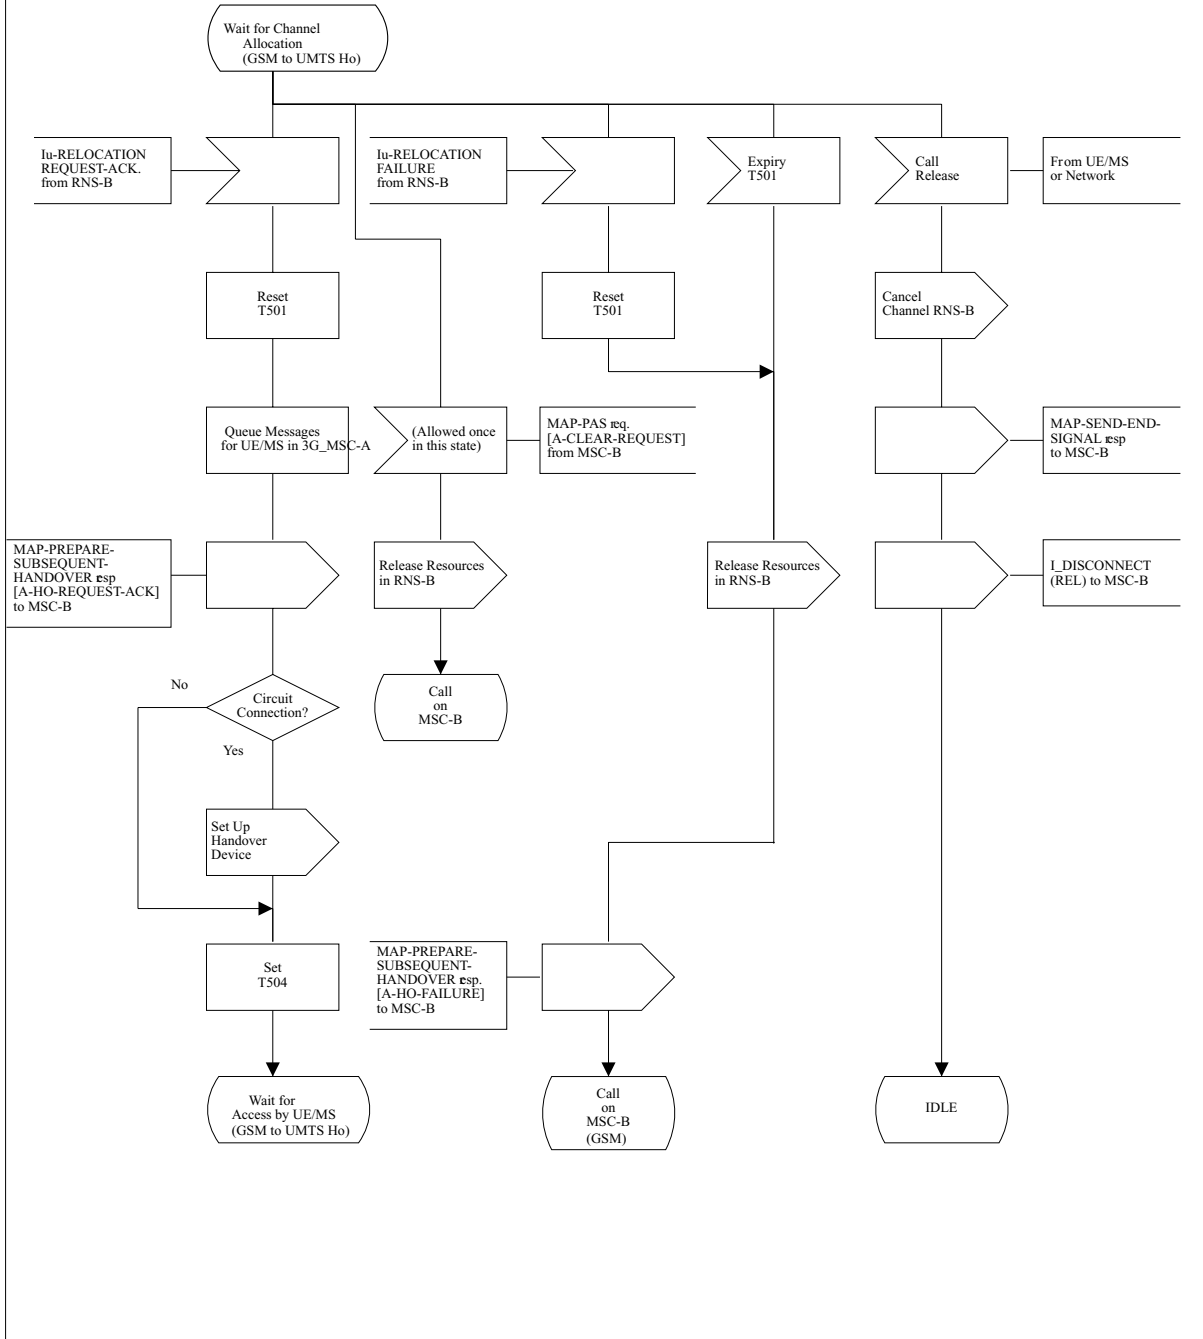 Wait for Channel
Allocation
(GSM to UMTS Ho)
Iu-RELOCATION
REQUEST-ACK.
from RNS-B
Iu-RELOCATION
FAILURE
from RNS-B
Expiry
T501
Call
Release
From UE/MS
or Network
Reset
T501
Reset
T501
Cancel
Channel RNS-B
Queue Messages
for UE/MS in 3G_MSC-A
(Allowed once
in this state)
MAP-PAS req.
[A-CLEAR-REQUEST]
from MSC-B
MAP-SEND-END-
SIGNAL resp
to MSC-B
MAP-PREPARE-
SUBSEQUENT-
HANDOVER resp
[A-HO-REQUEST-ACK]
to MSC-B
Release Resources
in RNS-B
Release Resources
in RNS-B
I_DISCONNECT
(REL) to MSC-B
No
Circuit
Connection?
Yes
Call
on
MSC-B
Set Up
Handover
Device
Set
T504
MAP-PREPARE-
SUBSEQUENT-
HANDOVER resp.
[A-HO-FAILURE]
to MSC-B
Wait for
Access by UE/MS
(GSM to UMTS Ho)
Call
on
MSC-B
(GSM)
IDLE